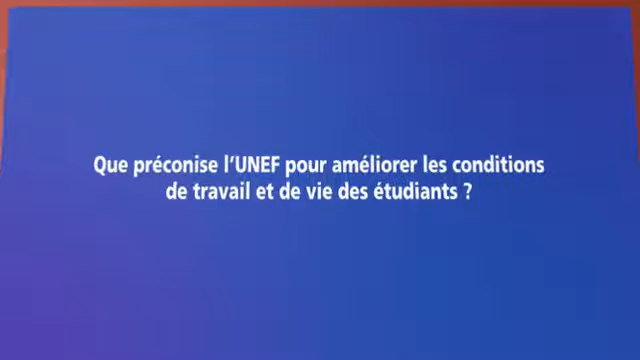 Que préconise l’UNEF pour améliorer les conditions
de travail et de vie des étudiants ?